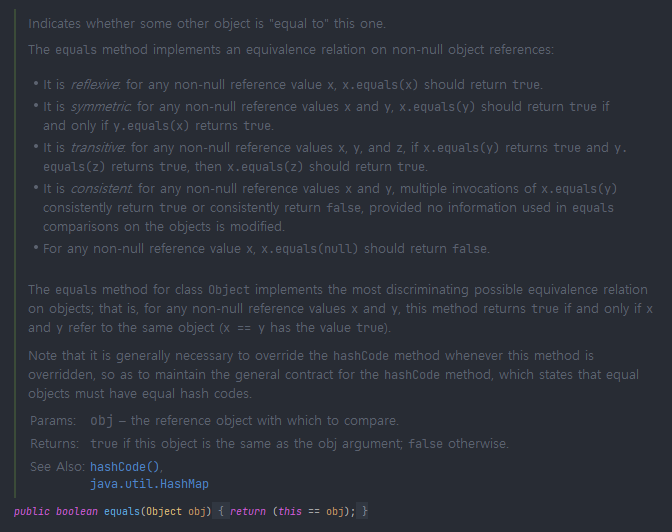 Indicates whether some other object is "equal to" this one.
The equals method implements an equivalence relation on non-null object references:
• It is reflexive: for any non-null reference value x, x.equals(x) should return true.
• It is symmetric: for any non-null reference values x and y, x.equals(y) should return true if
and only if y.equals(x) returns true.
• It is transitive: for any non-null reference values x, y, and z, if x.equals(y) returns true and y.
equals(z) returns true, then x.equals(z) should return true.
• It is consistent: for any non-null reference values x and y, multiple invocations of x.equals(y)
consistently return true or consistently return false, provided no information used in equals
comparisons on the objects is modified.
• For any non-null reference value x, x.equals(null) should return false.
The equals method for class Object implements the most discriminating possible equivalence relation
on objects; that is, for any non-null reference values x and y, this method returns true if and only if x
and y refer to the same object (x == y has the value true).
Note that it is generally necessary to override the hashCode method whenever this method is
overridden, so as to maintain the general contract for the hashCode method, which states that equal
objects must have equal hash codes.
Params: obj – the reference object with which to compare.
Returns: true if this object is the same as the obj argument; false otherwise.
See Also: hashCode(),
java.util.HashMap
public boolean equals(Object obj) { return (this == obj); }